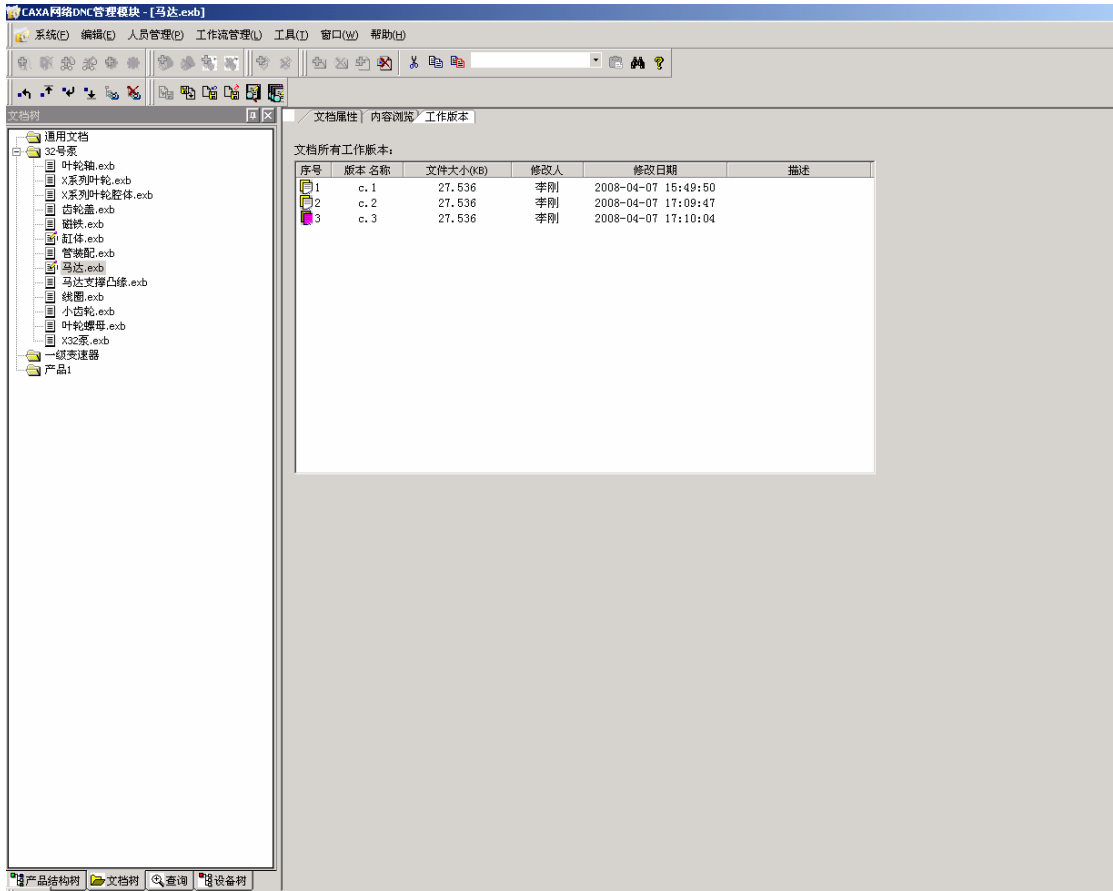 CAXA网络DNC管理模块 - [马达.exb]
系统(F) 编辑(E) 人员管理(P) 工作流管理(L) 工具(T) 窗口(W) 帮助(H)
文档树
通用文档
32号泵
叶轮轴.exb
X系列叶轮.exb
X系列叶轮腔体.exb
齿轮盖.exb
磁铁.exb
缸体.exb
管装配.exb
马达.exb
马达支撑凸缘.exb
线圈.exb
小齿轮.exb
叶轮螺母.exb
X32泵.exb
一级变速器
产品1
文档属性 内容浏览 工作版本
文档所有工作版本:
序号 版本 名称 文件大小(KB) 修改人 修改日期 描述
1 c.1 27.536 李刚 2008-04-07 15:49:50
2 c.2 27.536 李刚 2008-04-07 17:09:47
3 c.3 27.536 李刚 2008-04-07 17:10:04
产品结构树 文档树 查询 设备树